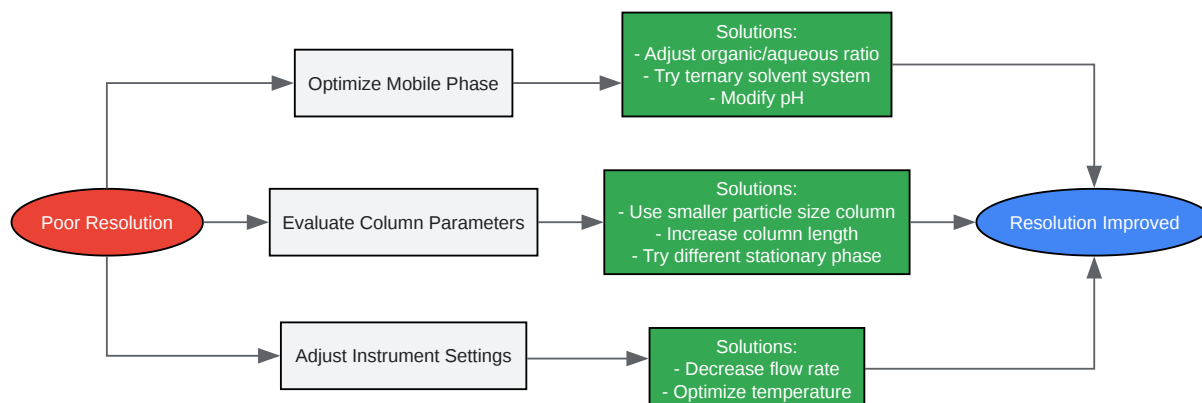 Poor Resolution
Optimize Mobile Phase
Solutions:
- Adjust organic/aqueous ratio
- Try ternary solvent system
- Modify pH
Evaluate Column Parameters
Solutions:
- Use smaller particle size column
- Increase column length
- Try different stationary phase
Adjust Instrument Settings
Solutions:
- Decrease flow rate
- Optimize temperature
Resolution Improved